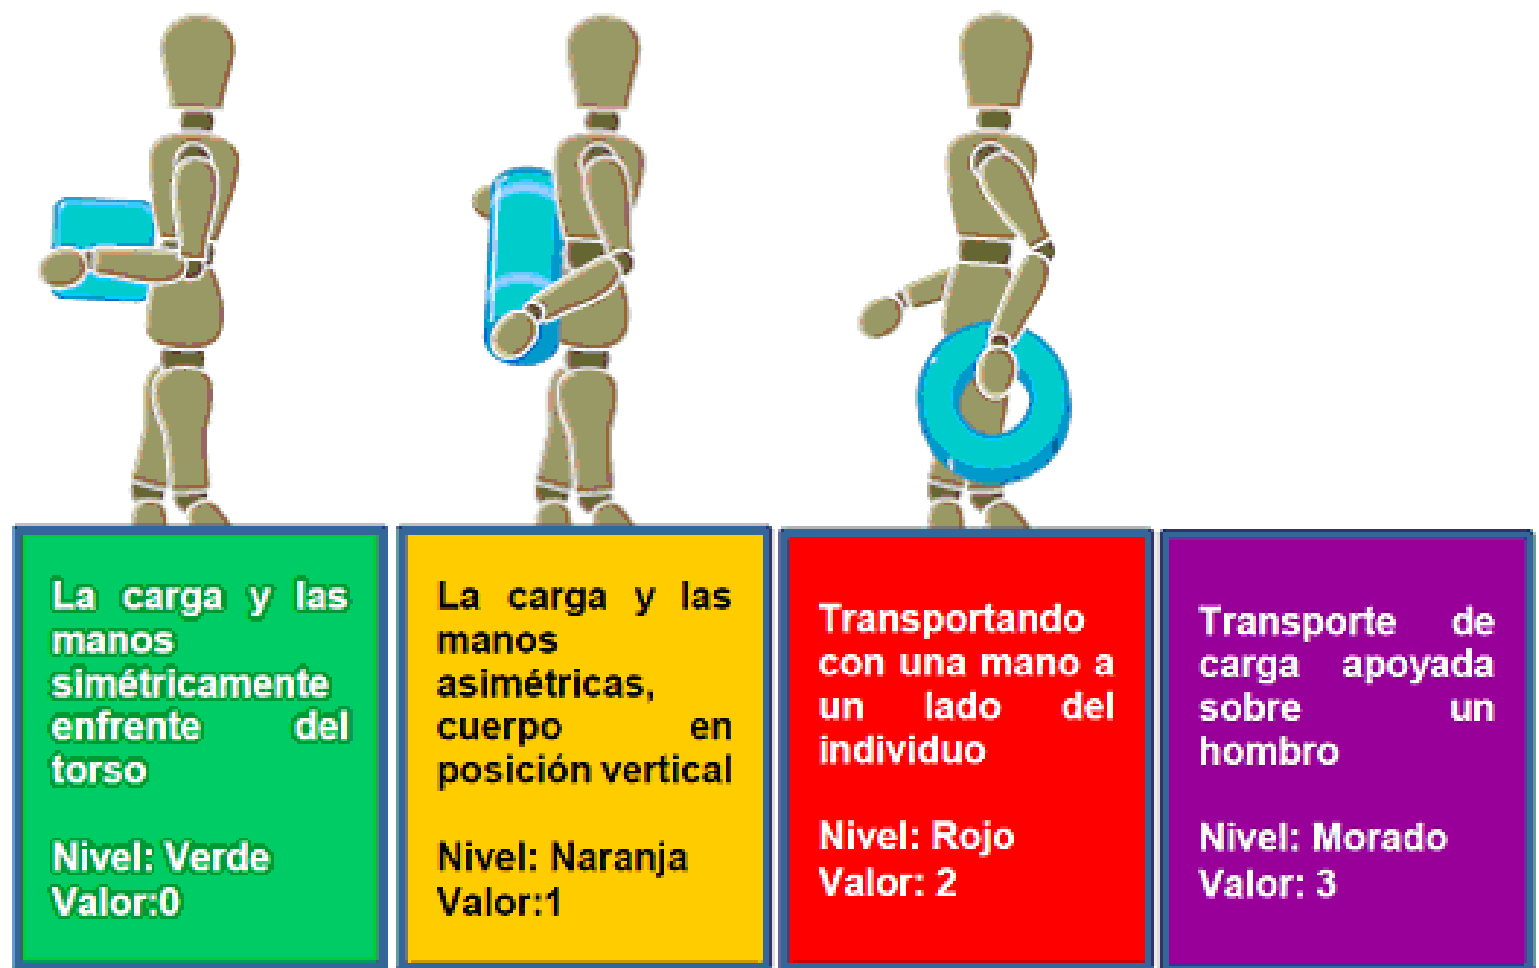 La carga y las
manos
simétricamente
enfrente del
torso
Nivel: Verde
Valor:0
La carga y las
manos
asimétricas,
cuerpo en
posición vertical
Nivel: Naranja
Valor:1
Transportando
con una mano a
un lado del
individuo
Nivel: Rojo
Valor: 2
Transporte de
carga apoyada
sobre un
hombro
Nivel: Morado
Valor: 3